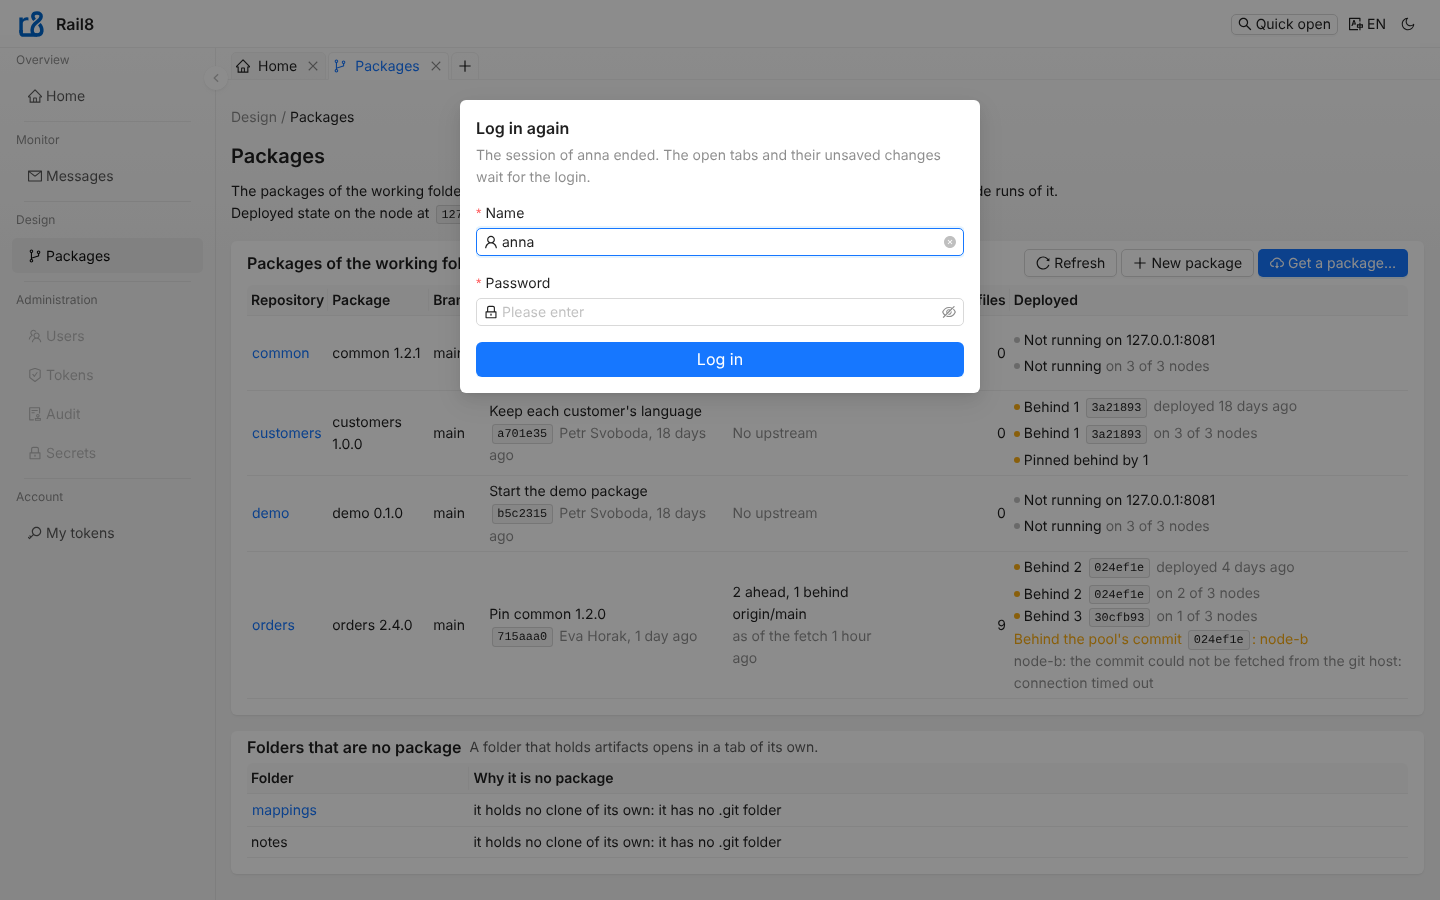 Rail8
Quick open
EN
Overview
Home
Monitor
Messages
Design
Packages
Administration
Users
Tokens
Audit
Secrets
Account
My tokens
Home
Packages
Design / Packages
Packages
The packages of the working folde
de runs of it.
Deployed state on the node at 127
Log in again
The session of anna ended. The open tabs and their unsaved changes
wait for the login.
* Name
anna
* Password
Please enter
Log in
Packages of the working fol
Refresh
New package
Get a package...
Repository Package Bran files Deployed
common common 1.2.1 main 0
Not running on 127.0.0.1:8081
Not running on 3 of 3 nodes
customers customers 1.0.0 main
Keep each customer's language
a701e35 Petr Svoboda, 18 days
ago
No upstream
0
Behind 1 3a21893 deployed 18 days ago
Behind 1 3a21893 on 3 of 3 nodes
Pinned behind by 1
demo demo 0.1.0 main
Start the demo package
b5c2315 Petr Svoboda, 18 days
ago
No upstream
0
Not running on 127.0.0.1:8081
Not running on 3 of 3 nodes
orders orders 2.4.0 main
Pin common 1.2.0
715aaa0 Eva Horak, 1 day ago
2 ahead, 1 behind
origin/main
as of the fetch 1 hour
ago
9
Behind 2 024ef1e deployed 4 days ago
Behind 2 024ef1e on 2 of 3 nodes
Behind 3 30cfb93 on 1 of 3 nodes
Behind the pool's commit 024ef1e : node-b
node-b: the commit could not be fetched from the git host:
connection timed out
Folders that are no package A folder that holds artifacts opens in a tab of its own.
Folder Why it is no package
mappings it holds no clone of its own: it has no .git folder
notes it holds no clone of its own: it has no .git folder